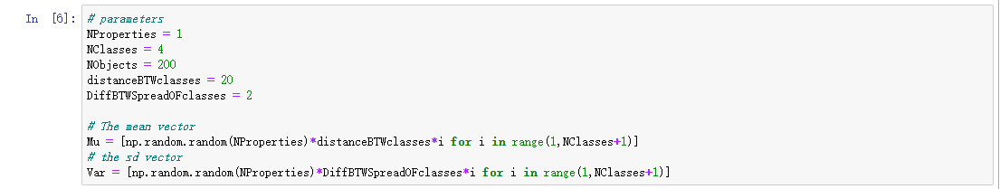 In [6]:
# parameters
NProperties = 1
NClasses = 4
NObjects = 200
distanceBTWclasses = 20
DiffBTWSpreadOFclasses = 2
# The mean vector
Mu = [np.random.random(NProperties)*distanceBTWclasses*i for i in range(1,NClasses+1)]
# the sd vector
Var = [np.random.random(NProperties)*DiffBTWSpreadOFclasses*i for i in range(1,NClasses+1)]